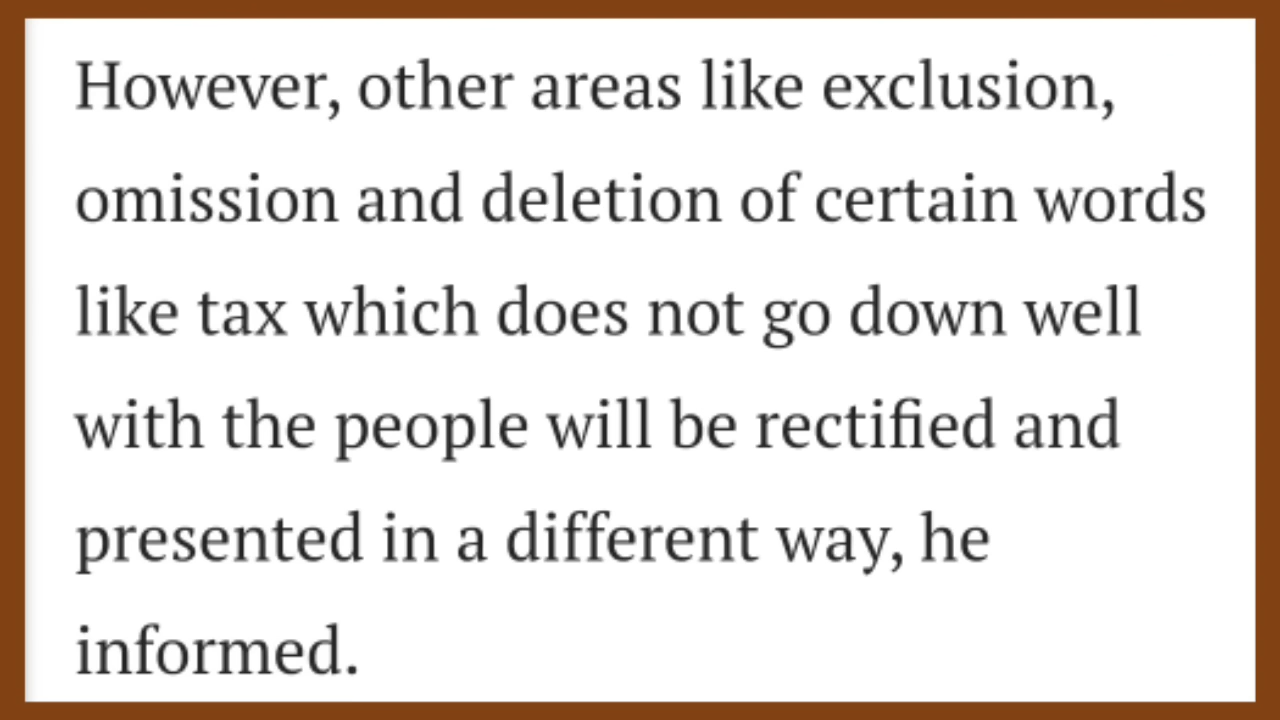 However, other areas like exclusion,
omission and deletion of certain words
like tax which does not go down well
with the people will be rectified and
presented in a different way, he
informed.